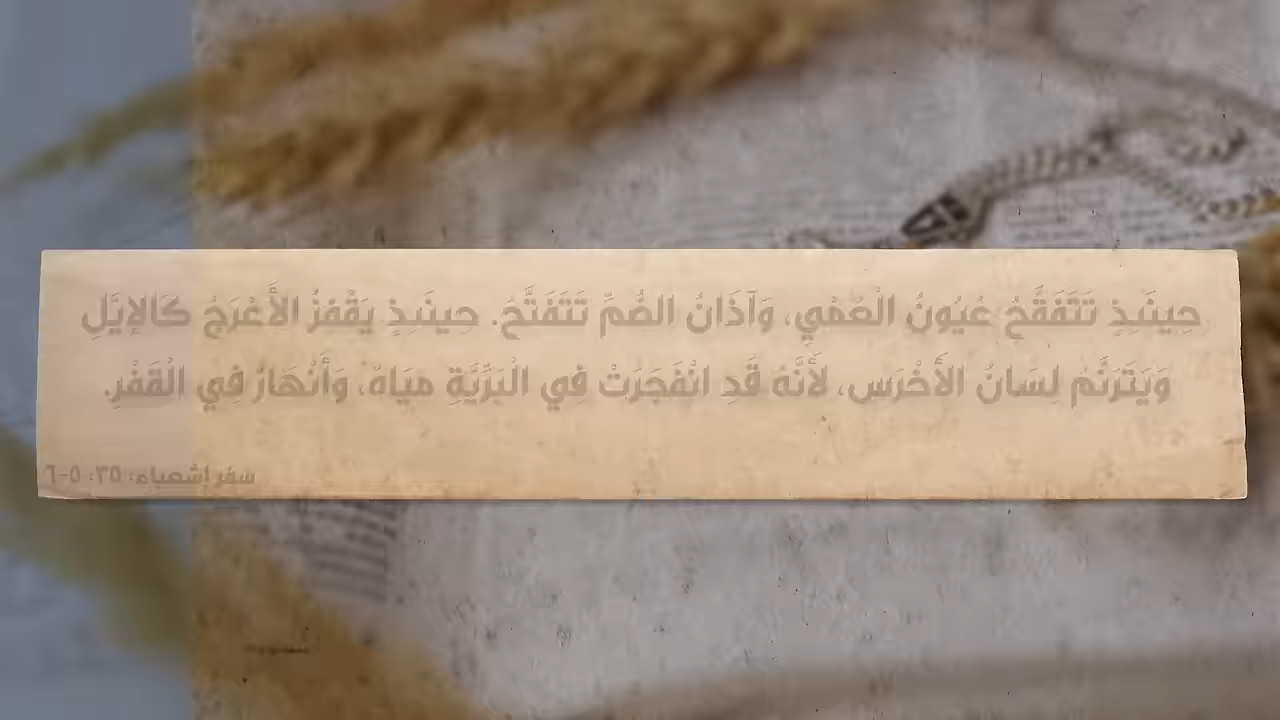 حِينَئِذٍ تَتَفَقَّحُ عُيُونُ الْعُمْيِ، وَآذَانُ الصُّمِّ تَتَفَتَّحُ. حِينَئِذٍ يَقْفِزُ الأَعْرَجُ كَالإِيَّلِ
وَيَتَرَنَّمُ لِسَانُ الأَخْرَسِ، لأَنَّهُ قَدِ انْفَجَرَتْ فِي الْبَرِّيَّةِ مِيَاهٌ، وَأَنْهَارٌ فِي الْقَفْرِ.
سفر إشعياء: ٣٥: ٥-٦